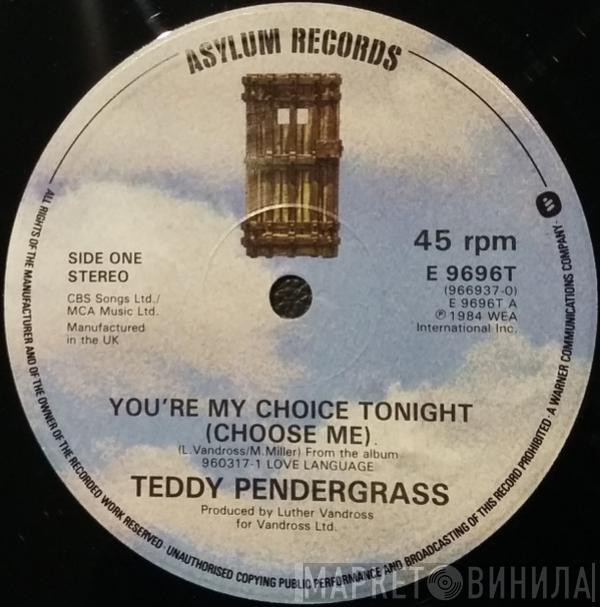 ASYLUM RECORDS
SIDE ONE
STEREO
CBS Songs Ltd./
MCA Music Ltd.
Manufactured
in the UK
45 rpm
E 9696T
(966937-0)
E 9696T A
℗ 1984 WEA
International Inc.
YOU'RE MY CHOICE TONIGHT
(CHOOSE ME).
(L.Vandross/M.Miller) From the album
960317-1 LOVE LANGUAGE
TEDDY PENDERGRASS
Produced by Luther Vandross
for Vandross Ltd.
ALL RIGHTS OF THE MANUFACTURER AND OF THE OWNER OF THE RECORDED WORK RESERVED · UNAUTHORISED COPYING PUBLIC PERFORMANCE AND BROADCASTING OF THIS RECORD PROHIBITED · A WARNER COMMUNICATIONS COMPANY ·
МАРКЕТ ВИНИЛА